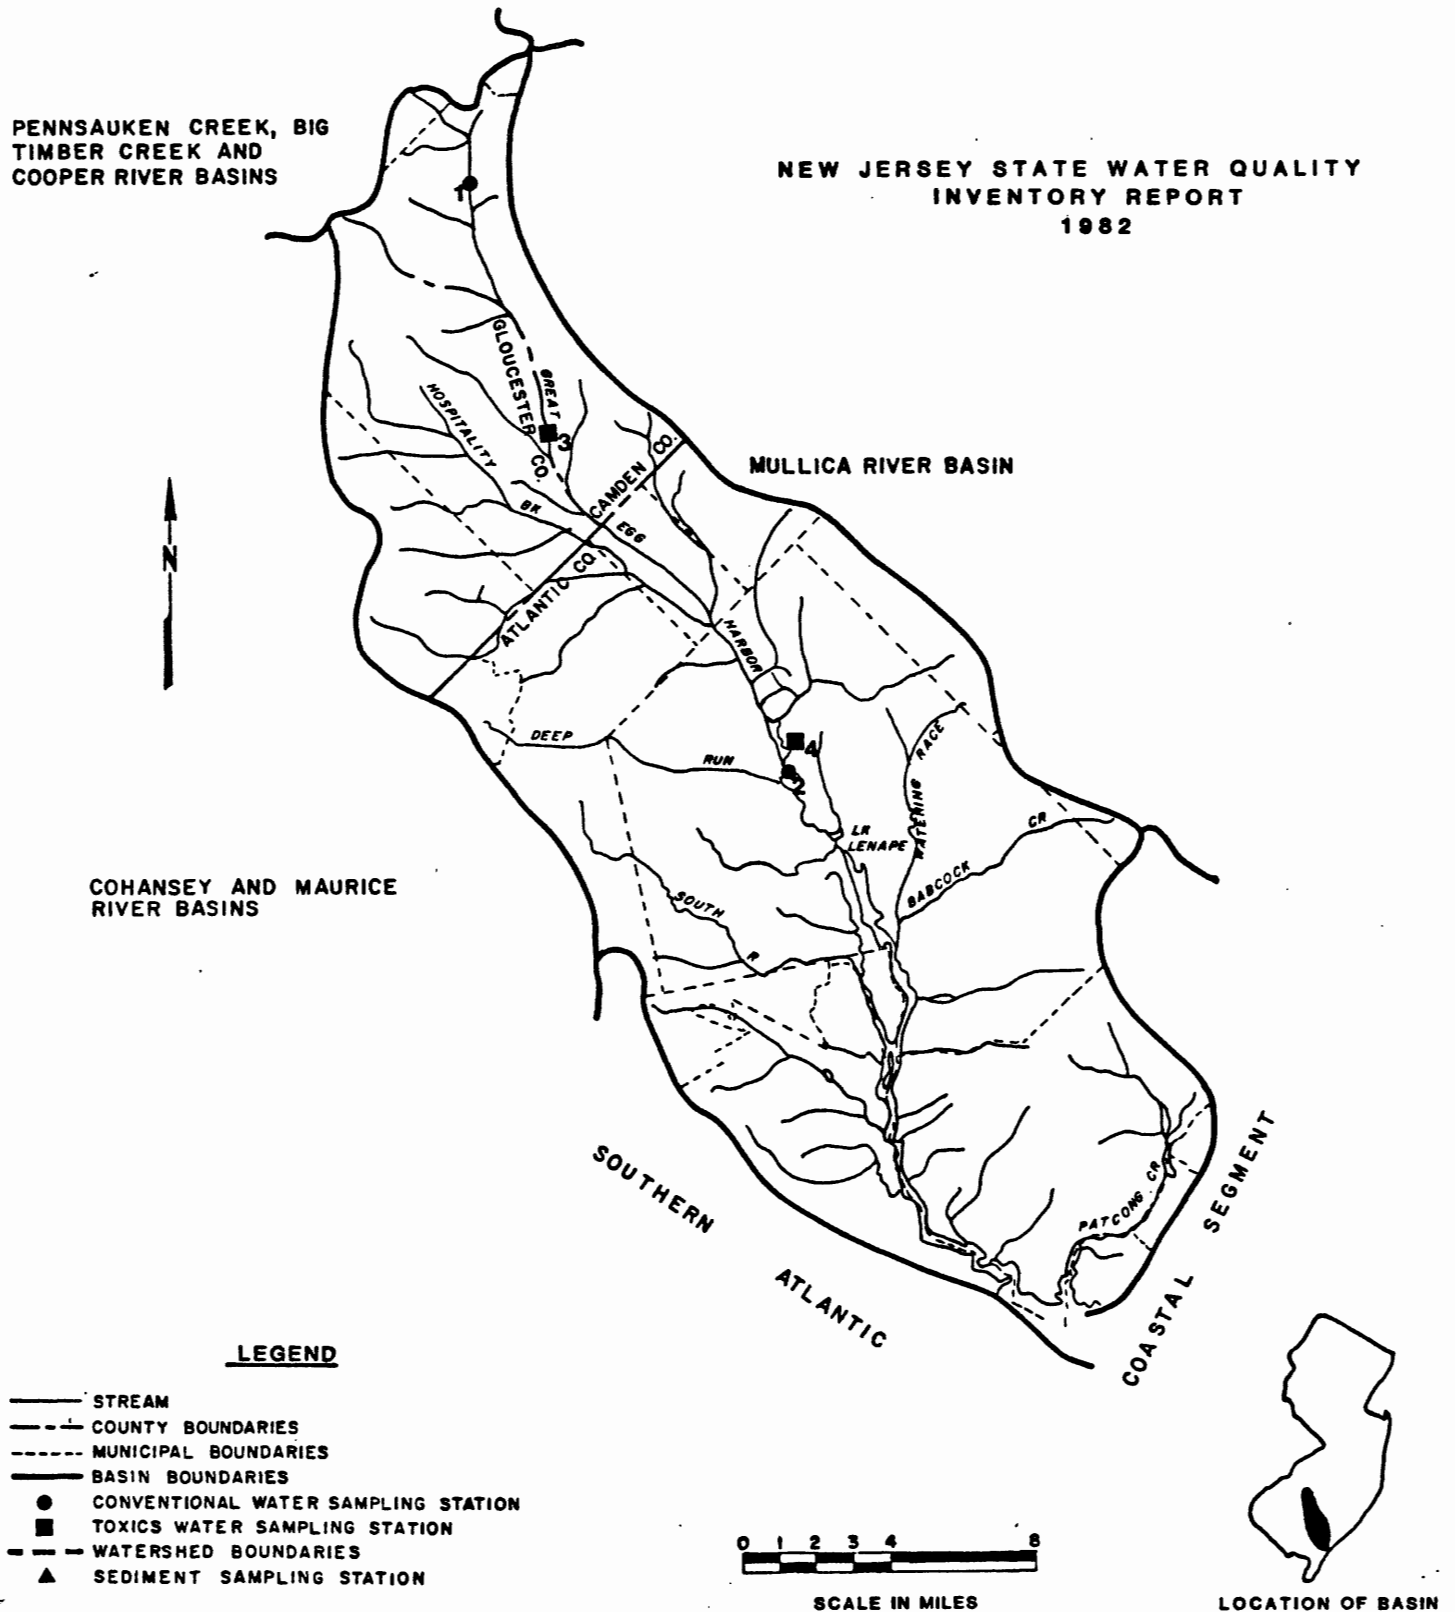 PENNSAUKEN CREEK, BIG
TIMBER CREEK AND
COOPER RIVER BASINS
NEW JERSEY STATE WATER QUALITY
INVENTORY REPORT
1982
1
GLOUCESTER CO.
GREAT
HOSPITALITY
BK
3
CAMDEN CO.
MULLICA RIVER BASIN
N
EGG
ATLANTIC CO.
HARBOR
DEEP
RUN
4
2
WATERING RACE
LK
LENAPE
BABCOCK
CR
COHANSEY AND MAURICE
RIVER BASINS
SOUTH
R
PATCONG CR
SOUTHERN
ATLANTIC
COASTAL
SEGMENT
LEGEND
STREAM
COUNTY BOUNDARIES
MUNICIPAL BOUNDARIES
BASIN BOUNDARIES
CONVENTIONAL WATER SAMPLING STATION
TOXICS WATER SAMPLING STATION
WATERSHED BOUNDARIES
SEDIMENT SAMPLING STATION
0 1 2 3 4 8
SCALE IN MILES
LOCATION OF BASIN